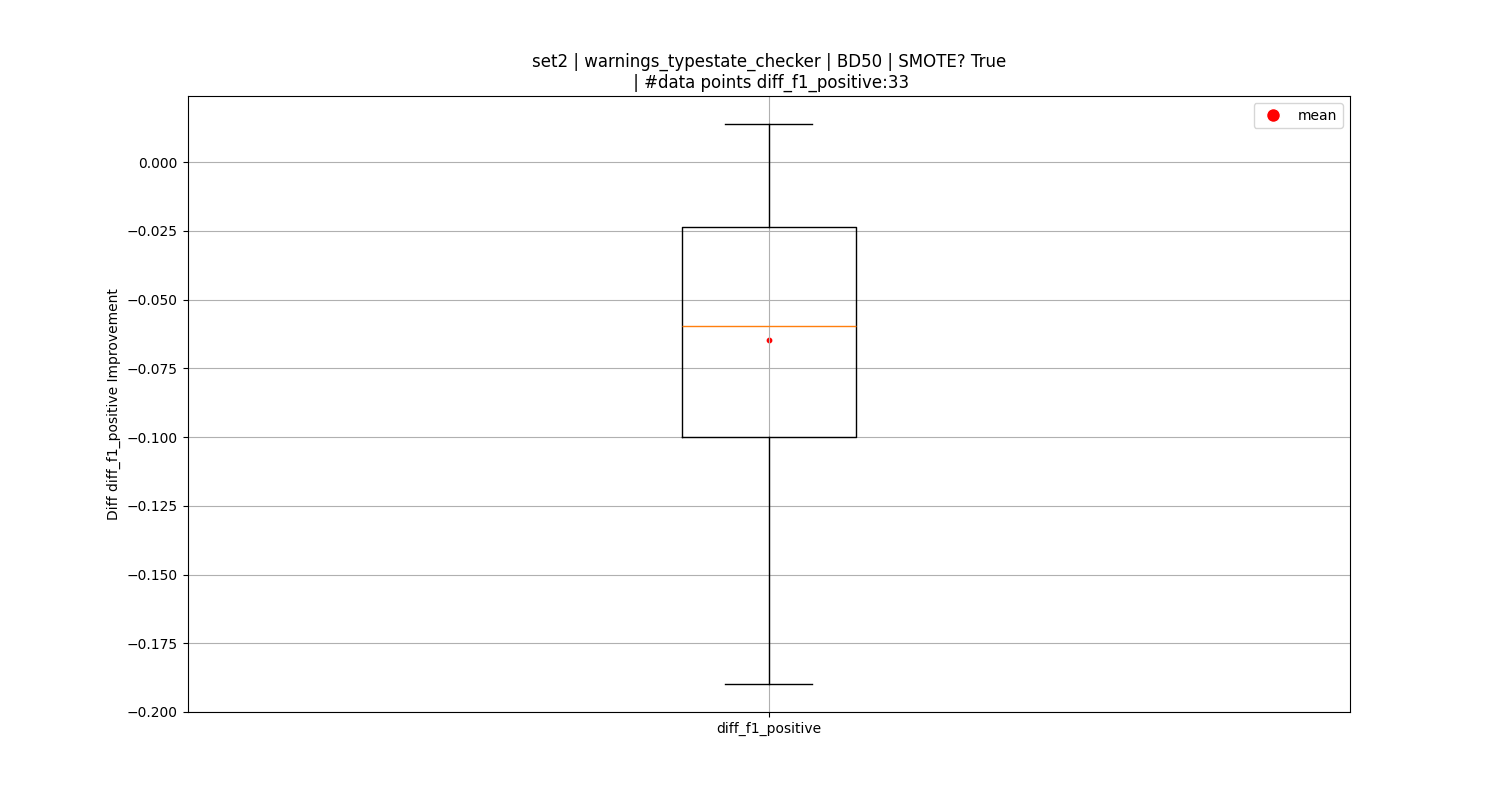 set2 | warnings_typestate_checker | BD50 | SMOTE? True
| #data points diff_f1_positive:33
mean
0.000
−0.025
−0.050
−0.075
−0.100
−0.125
−0.150
−0.175
−0.200
Diff diff_f1_positive Improvement
diff_f1_positive